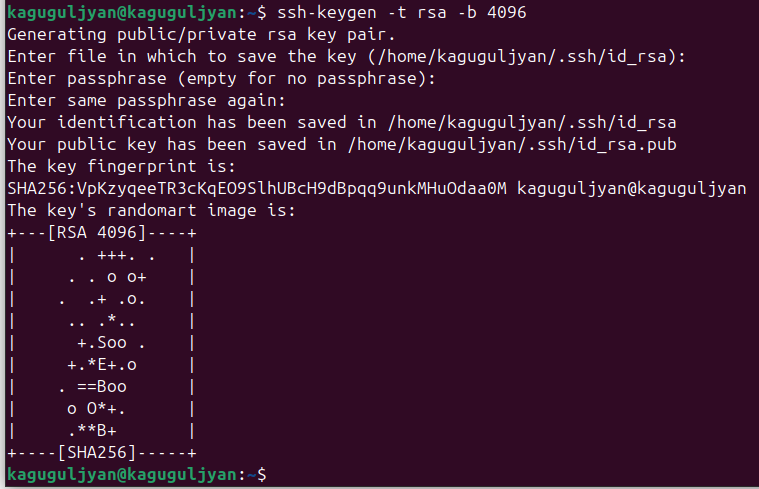 kaguguljyan@kaguguljyan:~$ ssh-keygen -t rsa -b 4096
Generating public/private rsa key pair.
Enter file in which to save the key (/home/kaguguljyan/.ssh/id_rsa):
Enter passphrase (empty for no passphrase):
Enter same passphrase again:
Your identification has been saved in /home/kaguguljyan/.ssh/id_rsa
Your public key has been saved in /home/kaguguljyan/.ssh/id_rsa.pub
The key fingerprint is:
SHA256:VpKzyqeeTR3cKqEO9SlhUBcH9dBpqq9unkMHuOdaa0M kaguguljyan@kaguguljyan
The key's randomart image is:
+---[RSA 4096]----+
|      . +++. .   |
|     . . o o+    |
|    .  .+ .o.    |
|     .. .*..     |
|      +.Soo .    |
|     +.*E+.o     |
|    . ==Boo      |
|     o O*+.      |
|     .**B+       |
+----[SHA256]-----+
kaguguljyan@kaguguljyan:~$